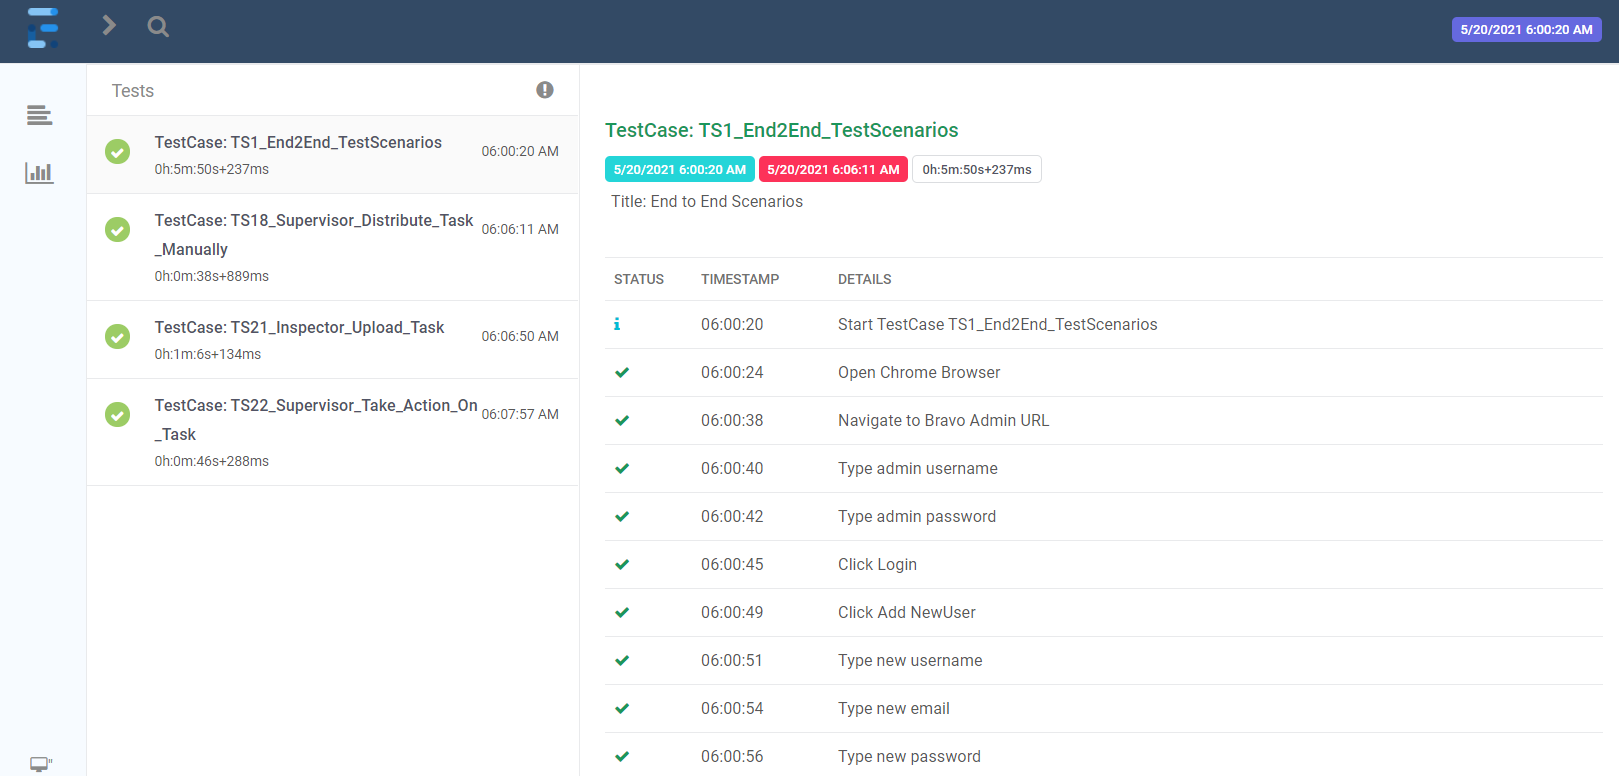 5/20/2021 6:00:20 AM
Tests
TestCase: TS1_End2End_TestScenarios
06:00:20 AM
0h:5m:50s+237ms
TestCase: TS18_Supervisor_Distribute_Task
_Manually
06:06:11 AM
0h:0m:38s+889ms
TestCase: TS21_Inspector_Upload_Task
06:06:50 AM
0h:1m:6s+134ms
TestCase: TS22_Supervisor_Take_Action_On
_Task
06:07:57 AM
0h:0m:46s+288ms
TestCase: TS1_End2End_TestScenarios
5/20/2021 6:00:20 AM 5/20/2021 6:06:11 AM 0h:5m:50s+237ms
Title: End to End Scenarios
STATUS TIMESTAMP DETAILS
06:00:20 Start TestCase TS1_End2End_TestScenarios
06:00:24 Open Chrome Browser
06:00:38 Navigate to Bravo Admin URL
06:00:40 Type admin username
06:00:42 Type admin password
06:00:45 Click Login
06:00:49 Click Add NewUser
06:00:51 Type new username
06:00:54 Type new email
06:00:56 Type new password